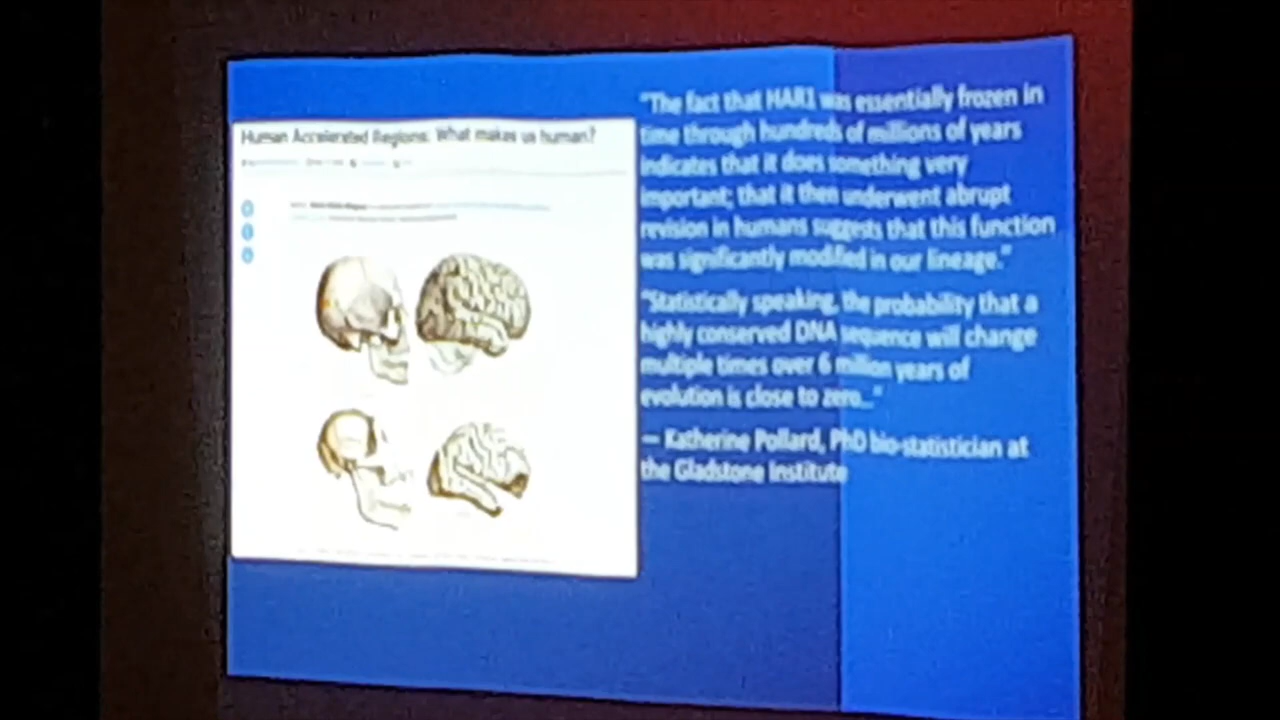 Human Accelerated Regions: What makes us human?
"The fact that HAR1 was essentially frozen in
time through hundreds of millions of years
indicates that it does something very
important; that it then underwent abrupt
revision in humans suggests that this function
was significantly modified in our lineage."
"Statistically speaking, the probability that a
highly conserved DNA sequence will change
multiple times over 6 million years of
evolution is close to zero..."
— Katherine Pollard, PhD bio-statistician at
the Gladstone Institute